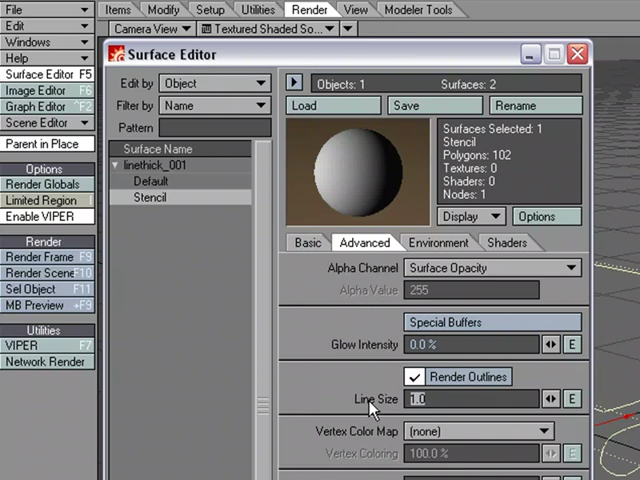 File Items Modify Setup Utilities Render View Modeler Tools
Edit Camera View Textured Shaded So...
Windows
Help
Surface Editor F5
Image Editor F6
Graph Editor ^F2
Scene Editor
Parent in Place
Options
Render Globals
Limited Region
Enable VIPER
Render
Render Frame F9
Render Scene F10
Sel Object F11
MB Preview +F9
Utilities
VIPER F7
Network Render
Surface Editor
Edit by Object
Filter by Name
Pattern
Surface Name
linethick_001
Default
Stencil
Objects: 1 Surfaces: 2
Load Save Rename
Surfaces Selected: 1
Stencil
Polygons: 102
Textures: 0
Shaders: 0
Nodes: 1
Display Options
Basic Advanced Environment Shaders
Alpha Channel Surface Opacity
Alpha Value 255
Special Buffers
Glow Intensity 0.0 % E
Render Outlines
Line Size 1.0 E
Vertex Color Map (none)
Vertex Coloring 100.0 % E